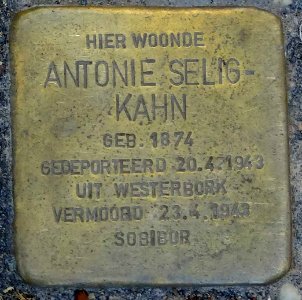 HIER WOONDE
ANTONIE SELIG-
KAHN
GEB. 1874
GEDEPORTEERD 20.4.1943
UIT WESTERBORK
VERMOORD 23.4.1943
SOBIBOR